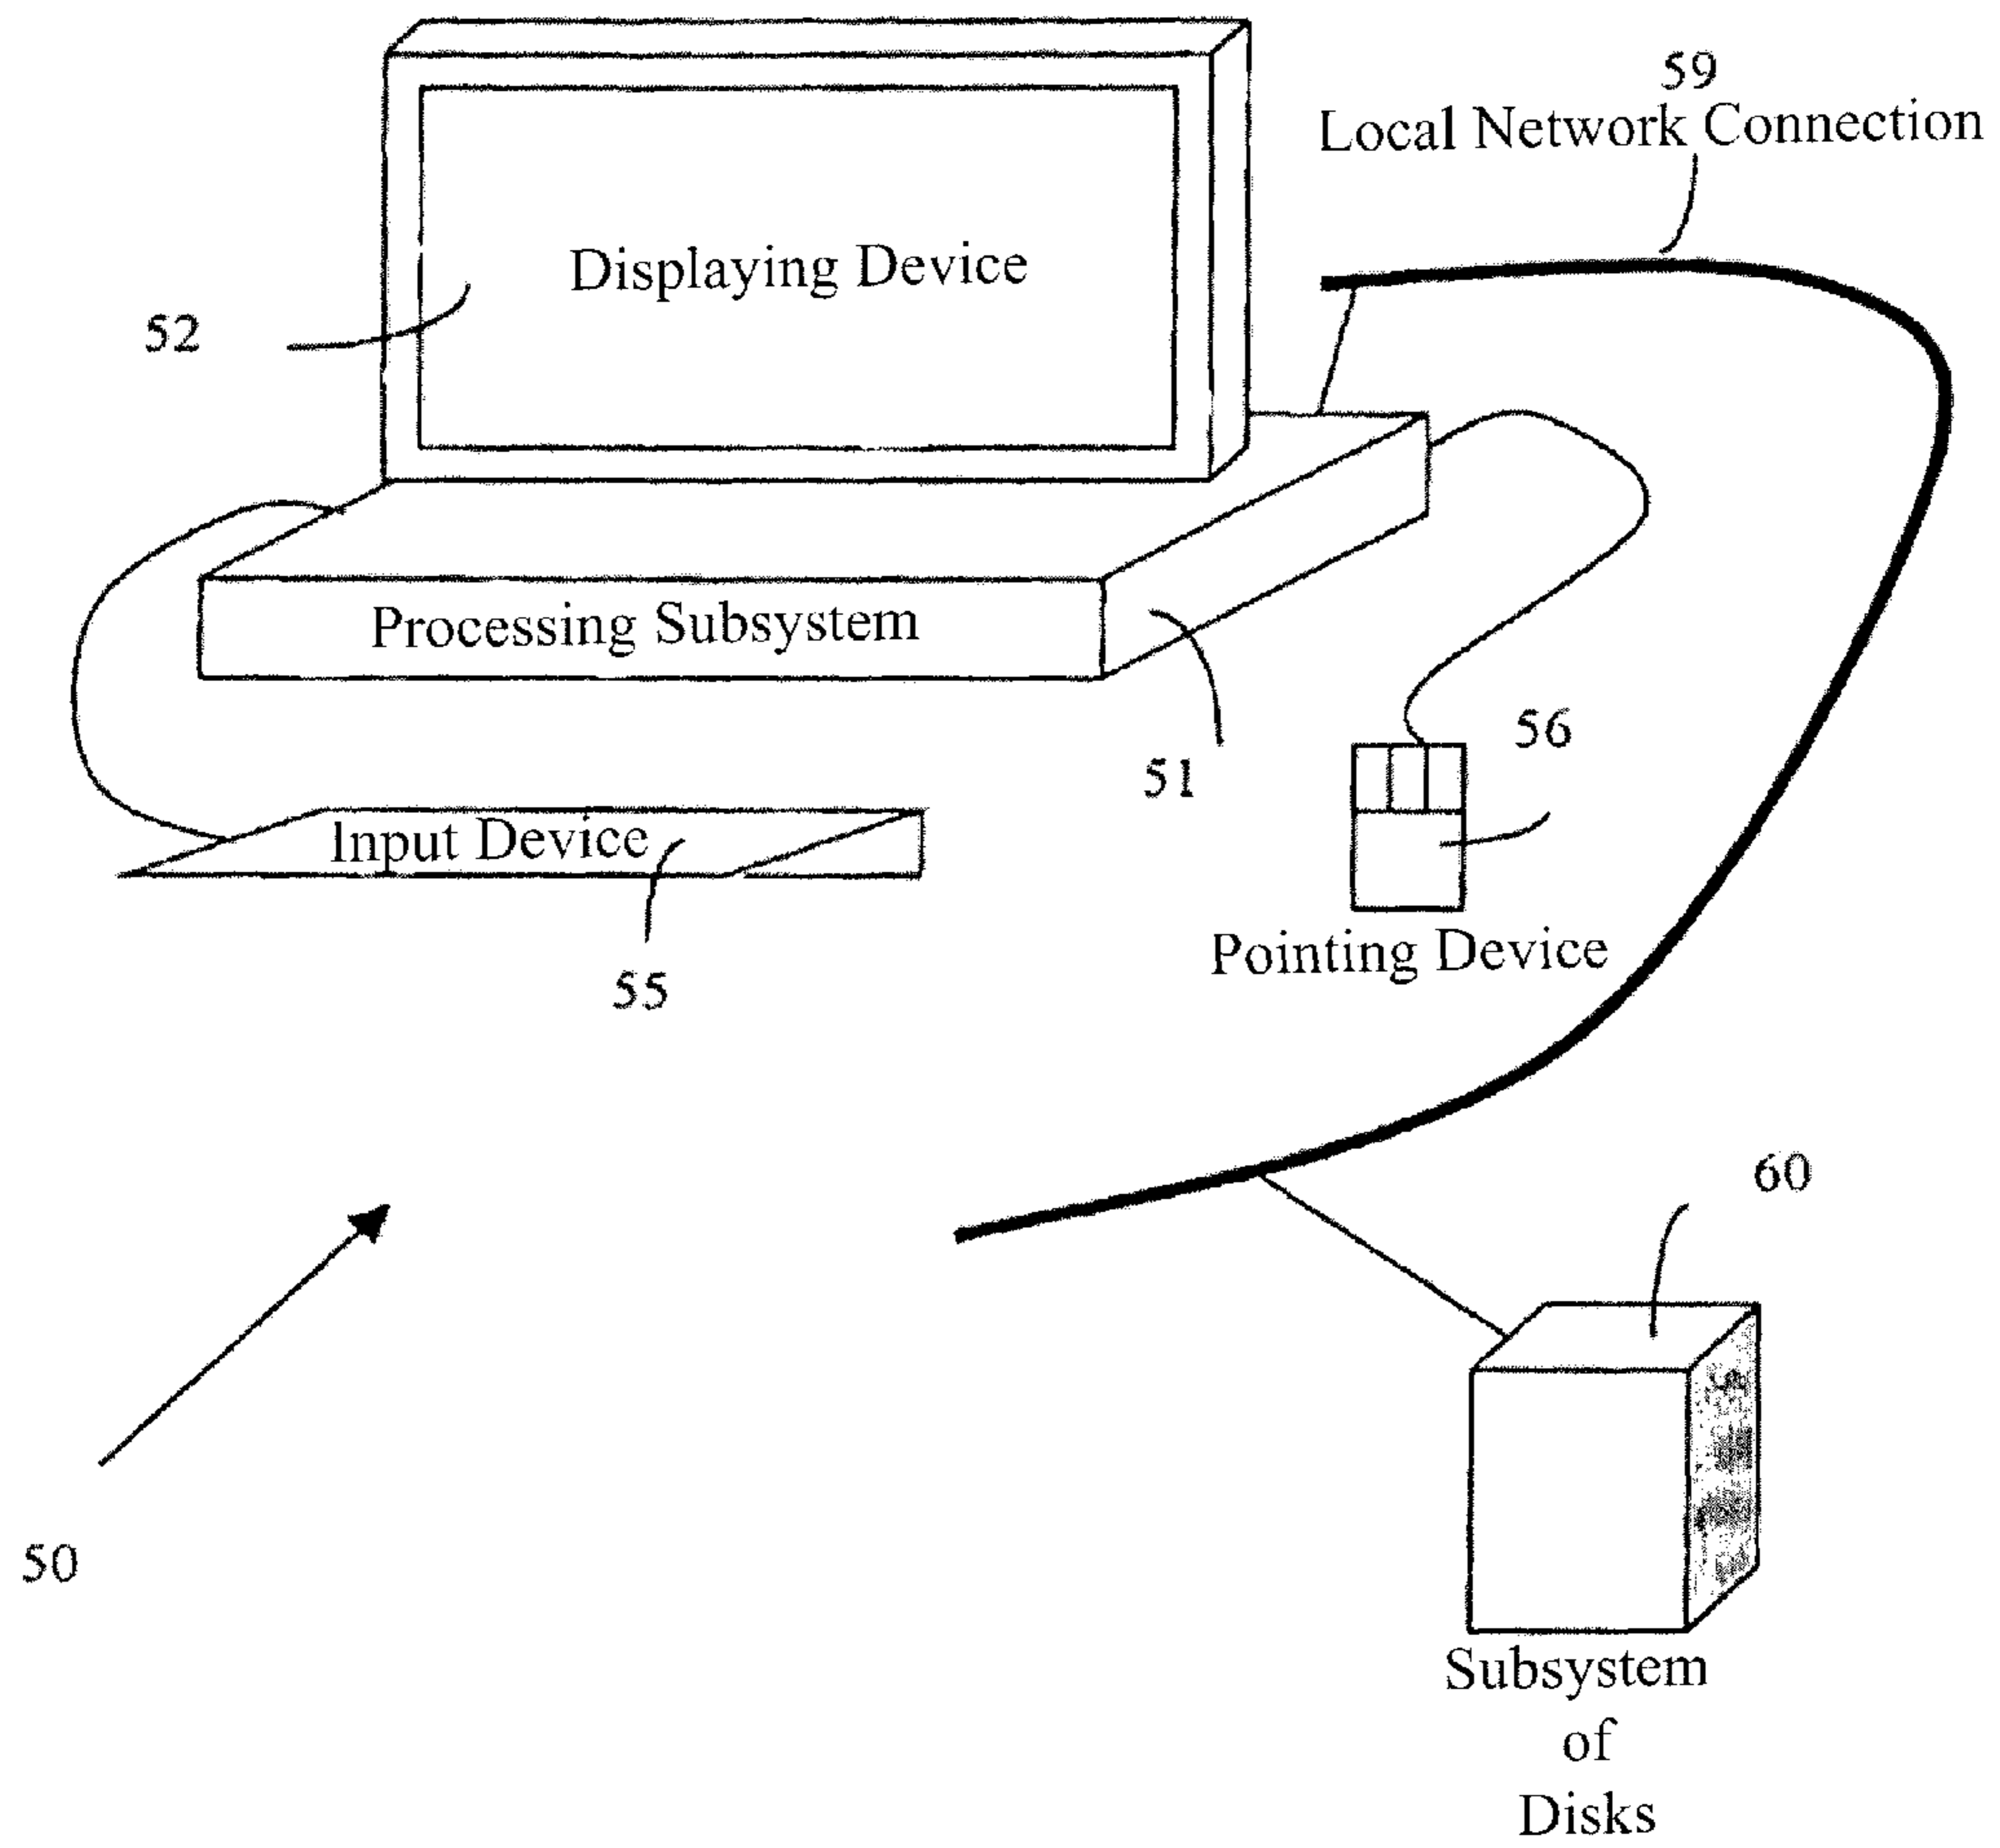 59
Local Network Connection
Displaying Device
52
Processing Subsystem
56
51
Input Device
Pointing Device
55
60
50
Subsystem
of
Disks